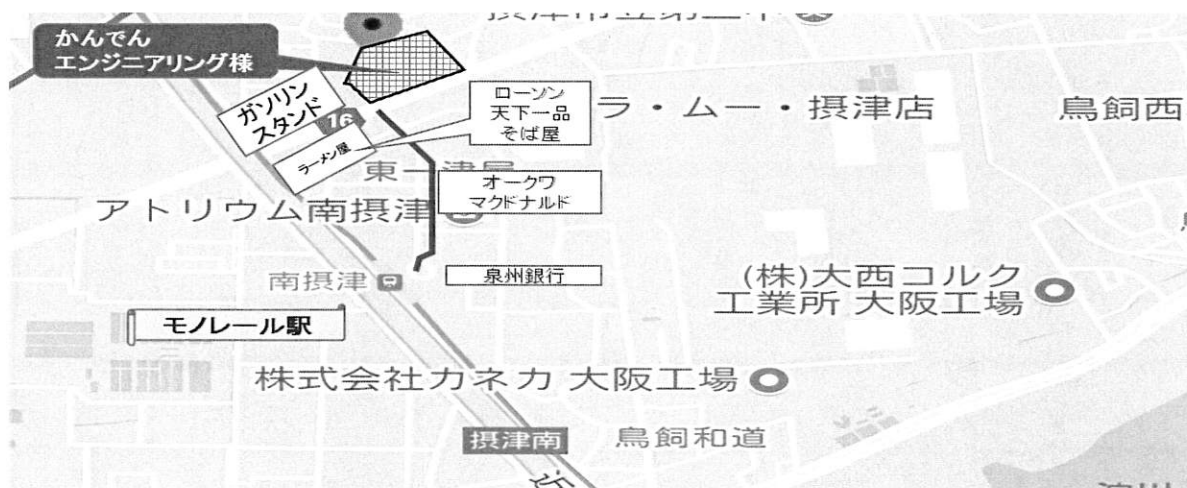 かんでん
エンジニアリング様
ガソリン
スタンド
16
ローソン
天下一品
そば屋
ラ・ムー・摂津店
鳥飼西
ラーメン屋
オークワ
マクドナルド
アトリウム南摂津
南摂津
泉州銀行
(株)大西コルク
工業所 大阪工場
モノレール駅
株式会社カネカ 大阪工場
摂津南
鳥飼和道
近